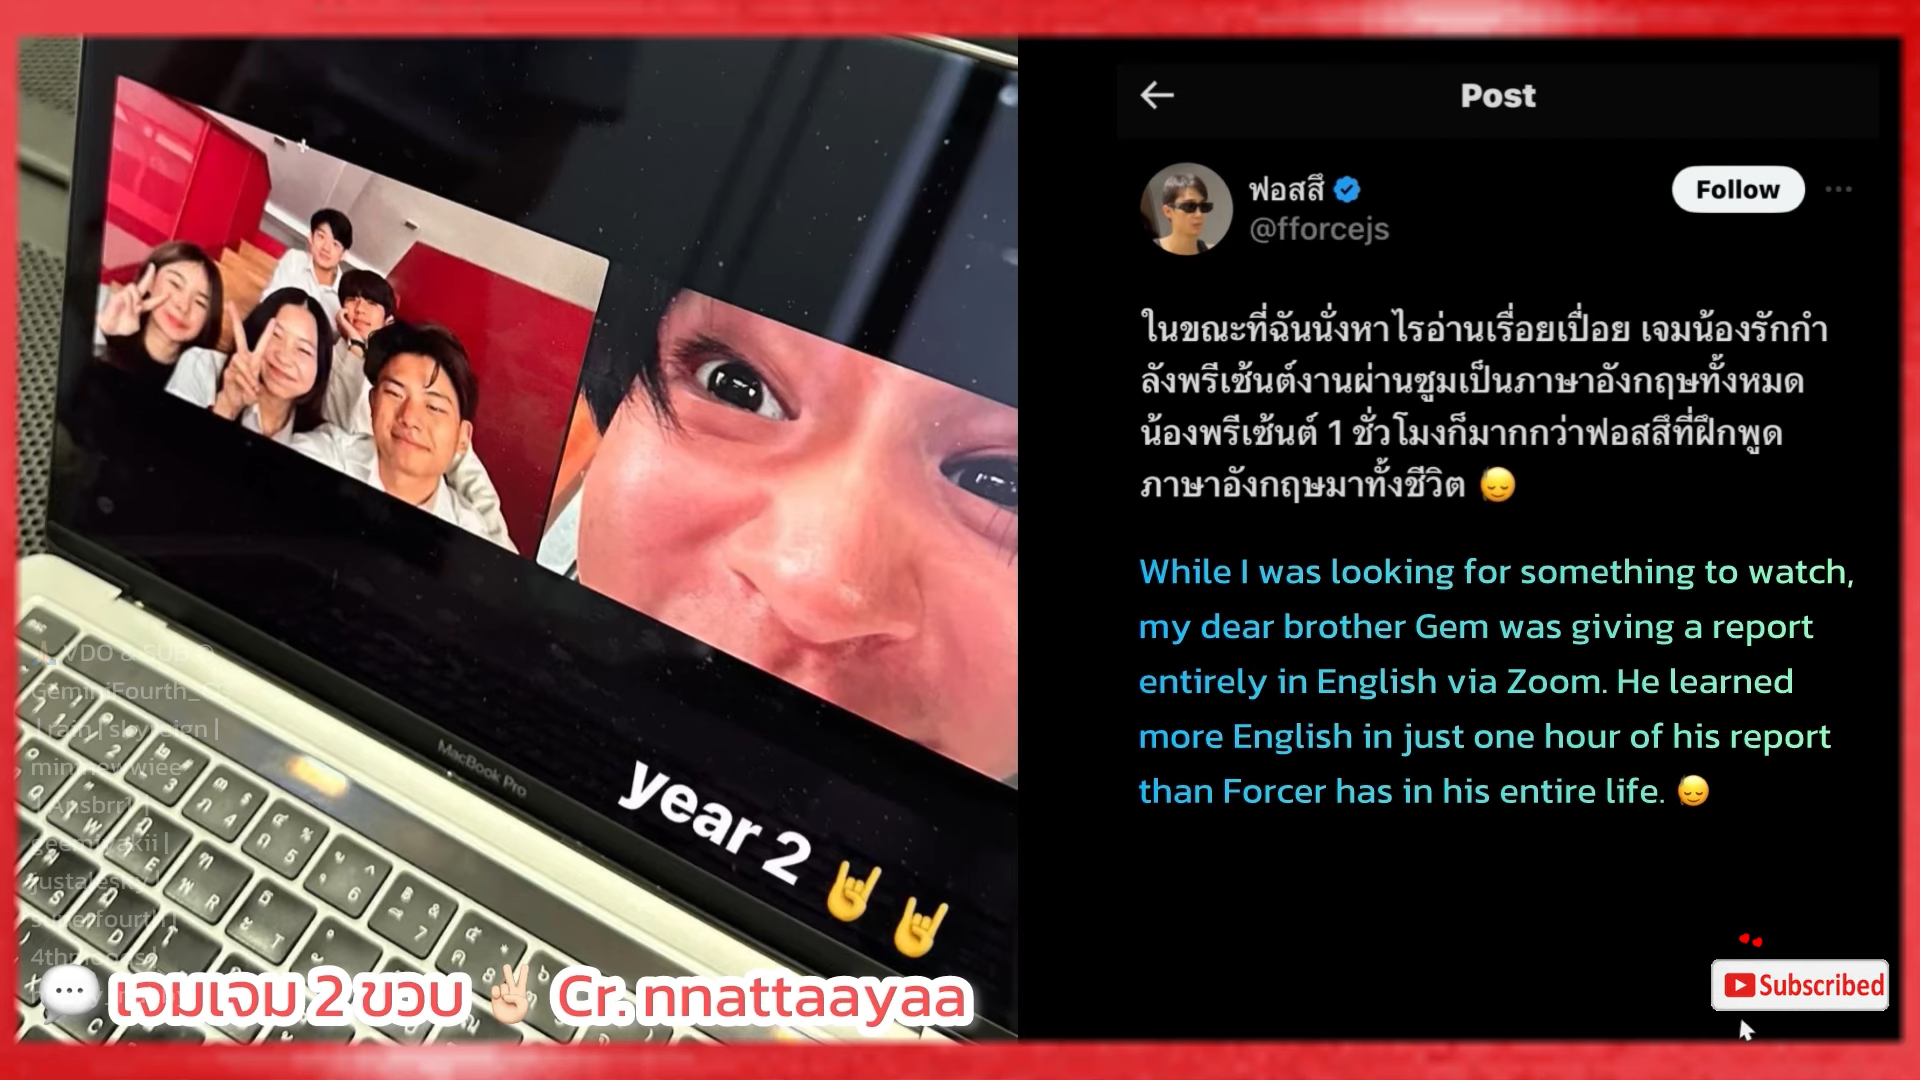 Post
ฟอสสึ
@fforcejs
Follow
ในขณะที่ฉันนั่งหาไรอ่านเรื่อยเปื่อย เจมน้องรักกำ
ลังพรีเซ้นต์งานผ่านซูมเป็นภาษาอังกฤษทั้งหมด
น้องพรีเซ้นต์ 1 ชั่วโมงก็มากกว่าฟอสสึที่ฝึกพูด
ภาษาอังกฤษมาทั้งชีวิต 😓
While I was looking for something to watch,
my dear brother Gem was giving a report
entirely in English via Zoom. He learned
more English in just one hour of his report
than Forcer has in his entire life. 😓
MacBook Pro
year 2 🤘🤘
VDO & SUB
GeminiFourth_
justalesky
superfourth
💬 เจมเจม 2 ขวบ ✌🏻 Cr. nnattaayaa
Subscribed